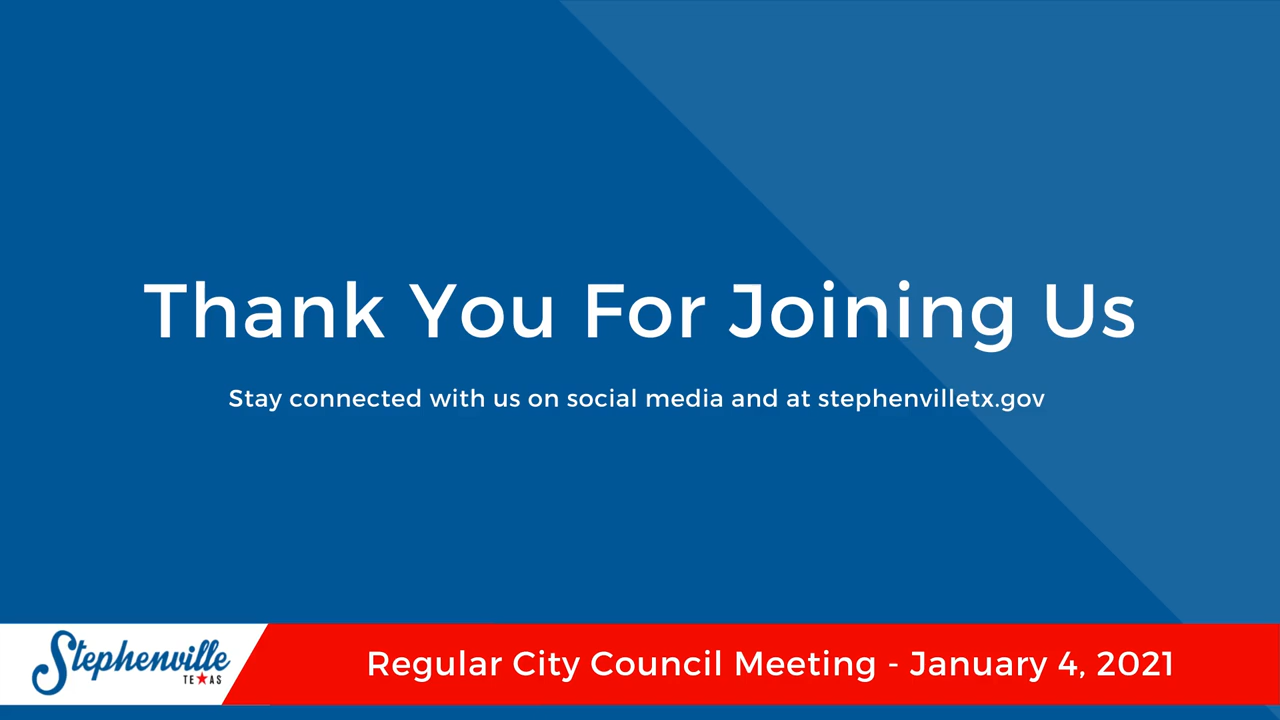 Thank You For Joining Us
Stay connected with us on social media and at stephenvilletx.gov
Stephenville
TEXAS
Regular City Council Meeting - January 4, 2021